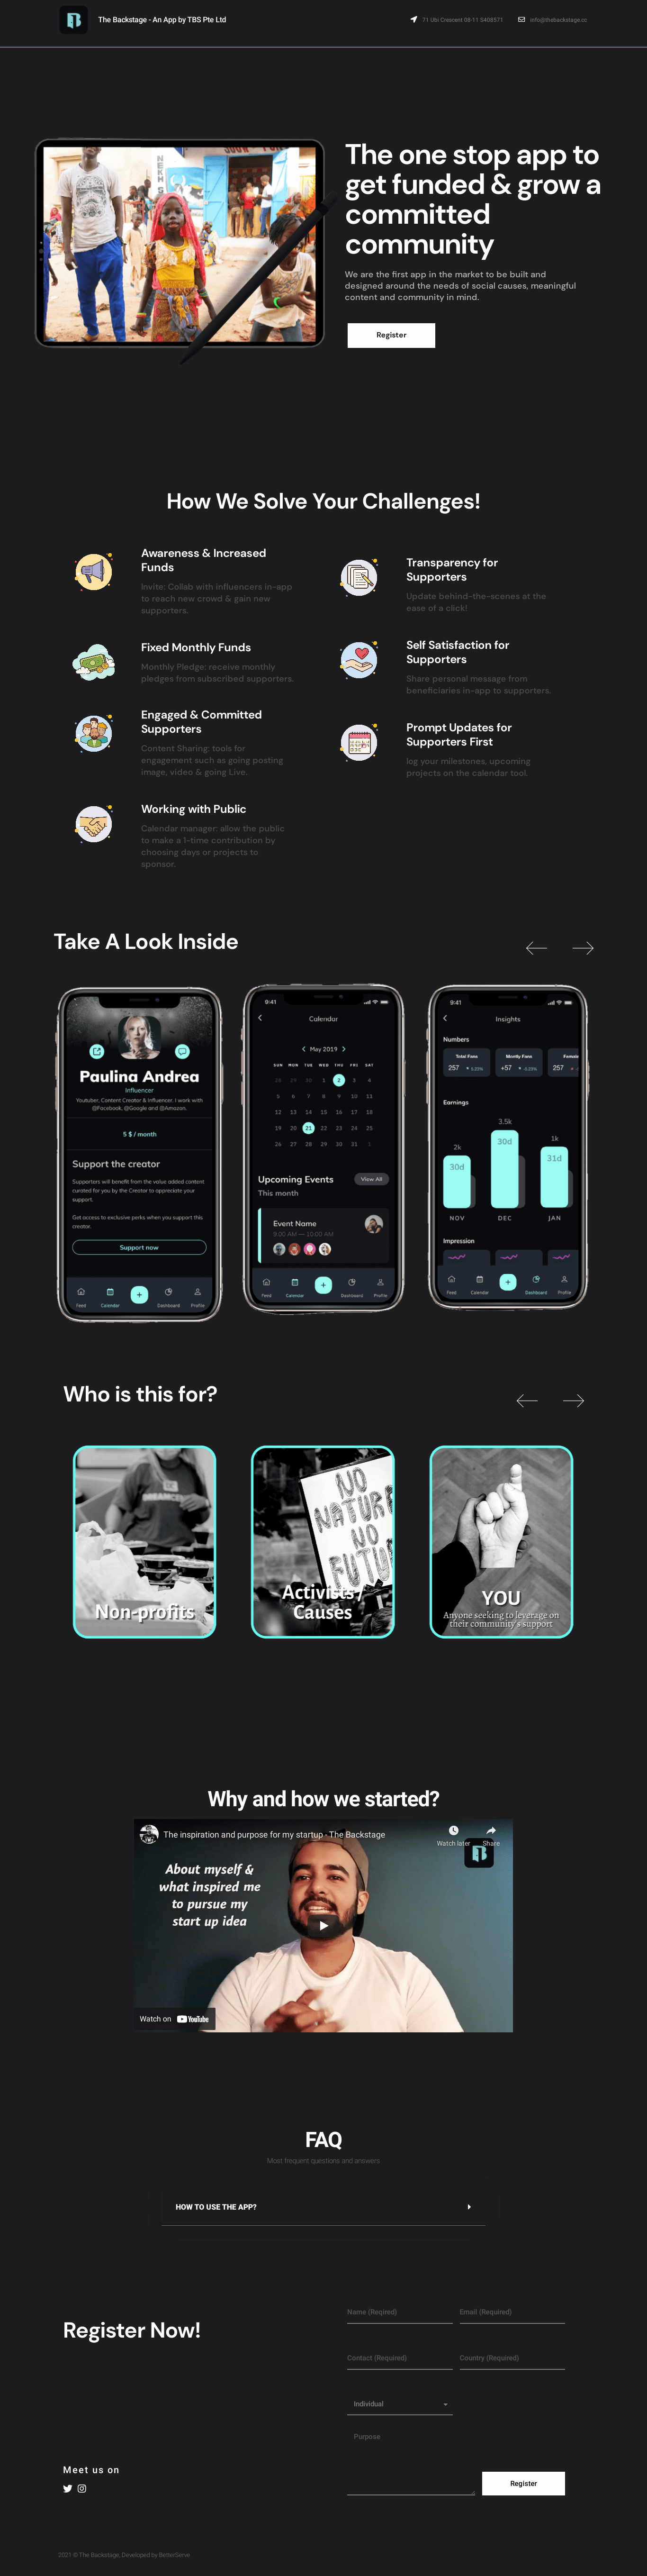 The Backstage - An App by TBS Pte Ltd
71 Ubi Crescent 08-11 S408571
info@thebackstage.cc
The one stop app to
get funded & grow a
committed
community
We are the first app in the market to be built and
designed around the needs of social causes, meaningful
content and community in mind.
Register
How We Solve Your Challenges!
Awareness & Increased
Funds
Invite: Collab with influencers in-app
to reach new crowd & gain new
supporters.
Fixed Monthly Funds
Monthly Pledge: receive monthly
pledges from subscribed supporters.
Engaged & Committed
Supporters
Content Sharing: tools for
engagement such as going posting
image, video & going Live.
Working with Public
Calendar manager: allow the public
to make a 1-time contribution by
choosing days or projects to
sponsor.
Transparency for
Supporters
Update behind-the-scenes at the
ease of a click!
Self Satisfaction for
Supporters
Share personal message from
beneficiaries in-app to supporters.
Prompt Updates for
Supporters First
log your milestones, upcoming
projects on the calendar tool.
Take A Look Inside
Paulina Andrea
Influencer
Youtuber, Content Creator & Influencer. I work with
@Facebook, @Google and @Amazon.
5 $ / month
Support the creator
Supporters will benefit from the value added content
curated for you by the Creator to appreciate your
support.
Get access to exclusive perks when you support this
creator.
Support now
Feed Calendar + Dashboard Profile
9:41
Calendar
May 2019
SUN MON TUE WED THU FRI SAT
28 29 30 1 2 3 4
5 6 7 8 9 10 11
12 13 14 15 16 17 18
19 20 21 22 23 24 25
26 27 28 29 30 31 1
Upcoming Events
View All
This month
Event Name
9:00 AM — 10:00 AM
Feed Calendar + Dashboard Profile
9:41
Insights
Numbers
Total Fans Montly Fans Female
257 +57 257
Earnings
2k 3.5k 1k
30d 30d 31d
NOV DEC JAN
Impression
Feed Calendar + Dashboard Profile
Who is this for?
Non-profits
NO
NATURE
NO
FUTU
Activists /
Causes
YOU
Anyone seeking to leverage on
their community's support
Why and how we started?
The inspiration and purpose for my startup - The Backstage
Watch later
Share
About myself &
what inspired me
to pursue my
start up idea
Watch on YouTube
FAQ
Most frequent questions and answers
HOW TO USE THE APP?
Register Now!
Name (Reqired)
Email (Required)
Contact (Required)
Country (Required)
Individual
Purpose
Register
Meet us on
2021 © The Backstage, Developed by BetterServe